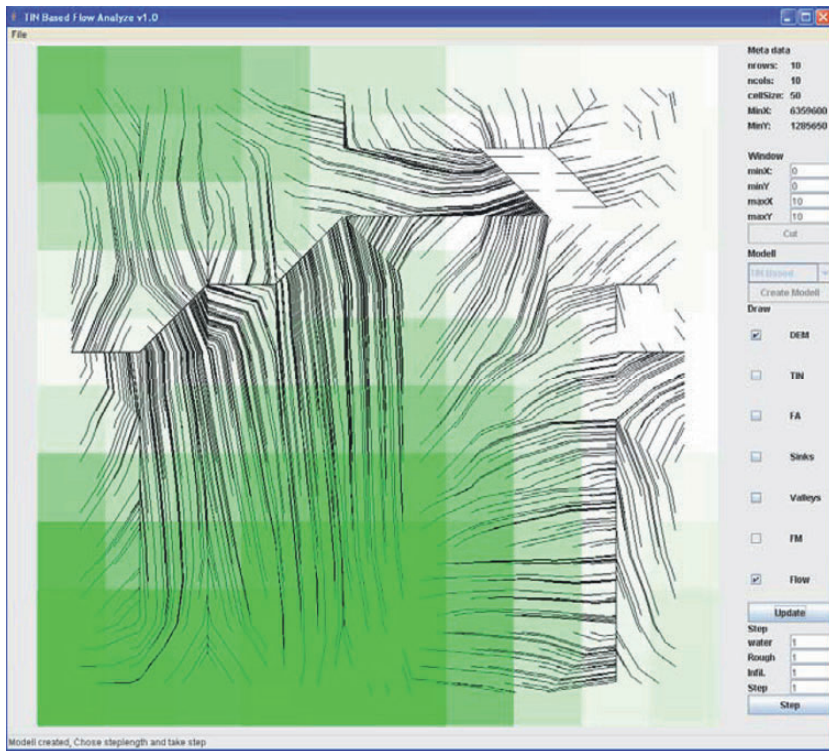 TIN Based Flow Analyze v1.0
File
Meta data
nrows: 10
ncols: 10
cellSize: 50
MinX: 6359600
MinY: 1285650
Window
minX: 0
minY 0
maxX 10
maxY 10
Cut
Modell
TIN Based
Create Modell
Draw
DEM
TIN
FA
Sinks
Valleys
FM
Flow
Update
Step
water 1
Rough 1
Infil. 1
Step 1
Step
Modell created, Chose steplength and take step